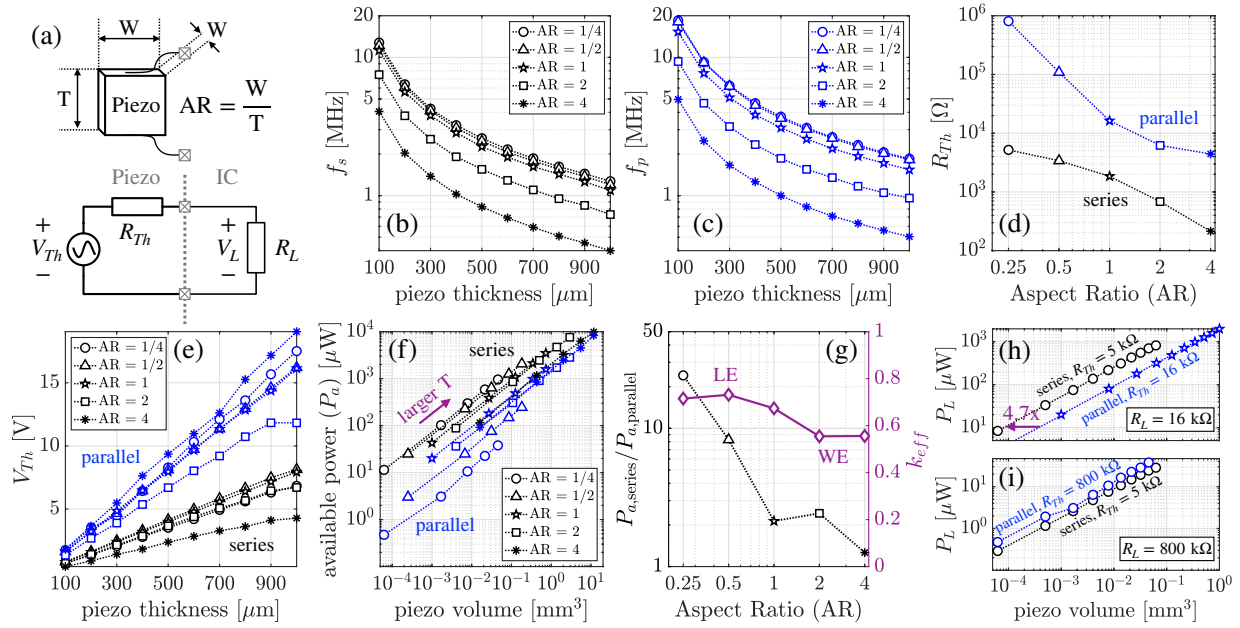 (a)
W
W
T
Piezo
AR = W/T
Piezo
IC
+
V_Th
−
R_Th
+
V_L
−
R_L
(b)
f_s [MHz]
20
5
1
100 300 500 700 900
piezo thickness [μm]
AR = 1/4
AR = 1/2
AR = 1
AR = 2
AR = 4
(c)
f_p [MHz]
20
5
1
100 300 500 700 900
piezo thickness [μm]
AR = 1/4
AR = 1/2
AR = 1
AR = 2
AR = 4
(d)
R_Th [Ω]
10^6
10^5
10^4
10^3
10^2
parallel
series
0.25 0.5 1 2 4
Aspect Ratio (AR)
(e)
V_Th [V]
15
10
5
AR = 1/4
AR = 1/2
AR = 1
AR = 2
AR = 4
parallel
series
100 300 500 700 900
piezo thickness [μm]
(f)
available power (P_a) [μW]
10^4
10^3
10^2
10^1
10^0
series
larger T
parallel
AR = 1/4
AR = 1/2
AR = 1
AR = 2
AR = 4
10^-4 10^-3 10^-2 10^-1 10^0 10^1
piezo volume [mm^3]
(g)
P_a,series/P_a,parallel
50
10
1
LE
WE
1
0.8
0.6
0.4
0.2
0
k_eff
0.25 0.5 1 2 4
Aspect Ratio (AR)
(h)
P_L [μW]
10^3
10^2
10^1
series, R_Th = 5 kΩ
parallel, R_Th = 16 kΩ
4.7x
R_L = 16 kΩ
(i)
P_L [μW]
10^1
10^0
parallel, R_Th = 800 kΩ
series, R_Th = 5 kΩ
R_L = 800 kΩ
10^-4 10^-3 10^-2 10^-1 10^0
piezo volume [mm^3]